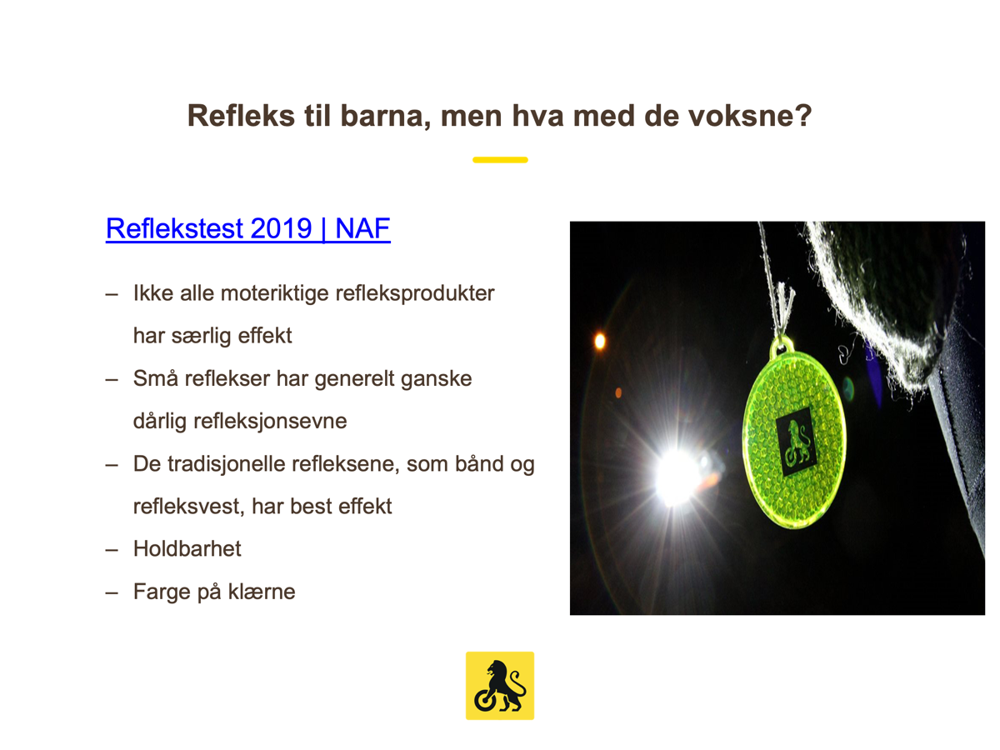 Refleks til barna, men hva med de voksne?
Reflekstest 2019 | NAF
– Ikke alle moteriktige refleksprodukter
har særlig effekt
– Små reflekser har generelt ganske
dårlig refleksjonsevne
– De tradisjonelle refleksene, som bånd og
refleksvest, har best effekt
– Holdbarhet
– Farge på klærne